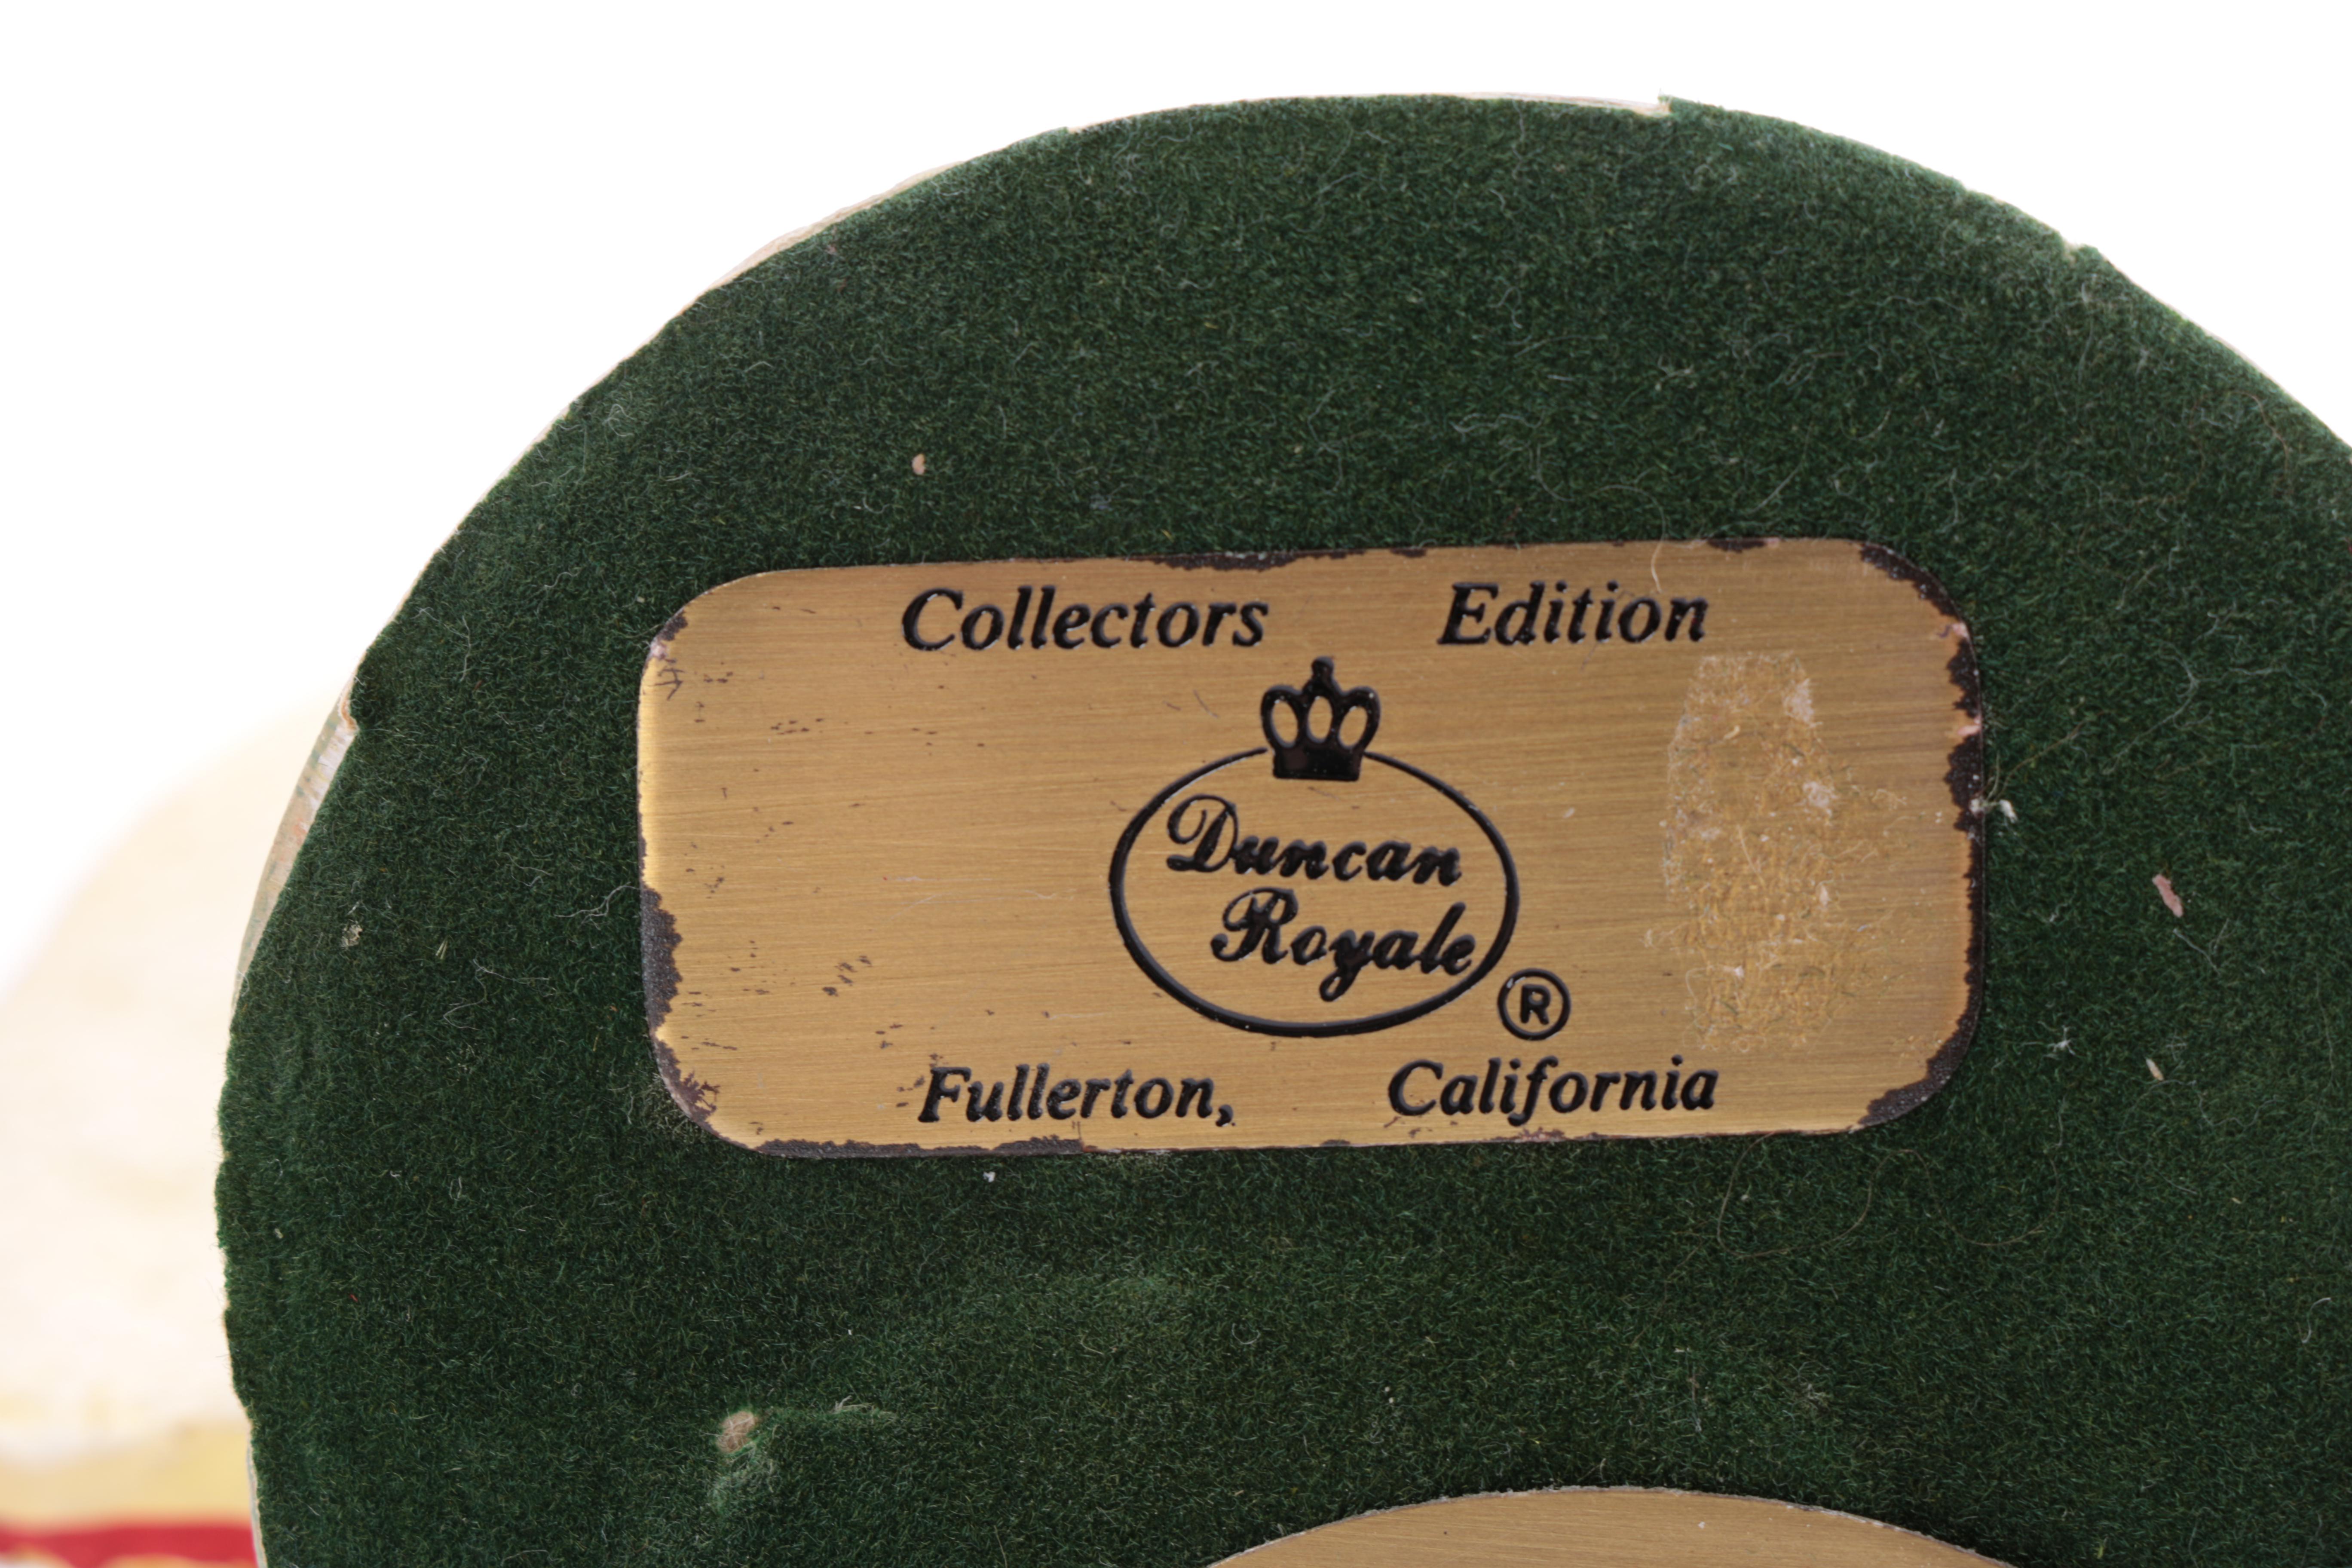 Collectors Edition
Duncan
Royale
®
Fullerton, California